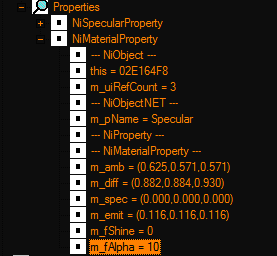 Properties
NiSpecularProperty
NiMaterialProperty
--- NiObject ---
this = 02E164F8
m_uiRefCount = 3
--- NiObjectNET ---
m_pName = Specular
--- NiProperty ---
--- NiMaterialProperty ---
m_amb = (0.625,0.571,0.571)
m_diff = (0.882,0.884,0.930)
m_spec = (0.000,0.000,0.000)
m_emit = (0.116,0.116,0.116)
m_fShine = 0
m_fAlpha = 10